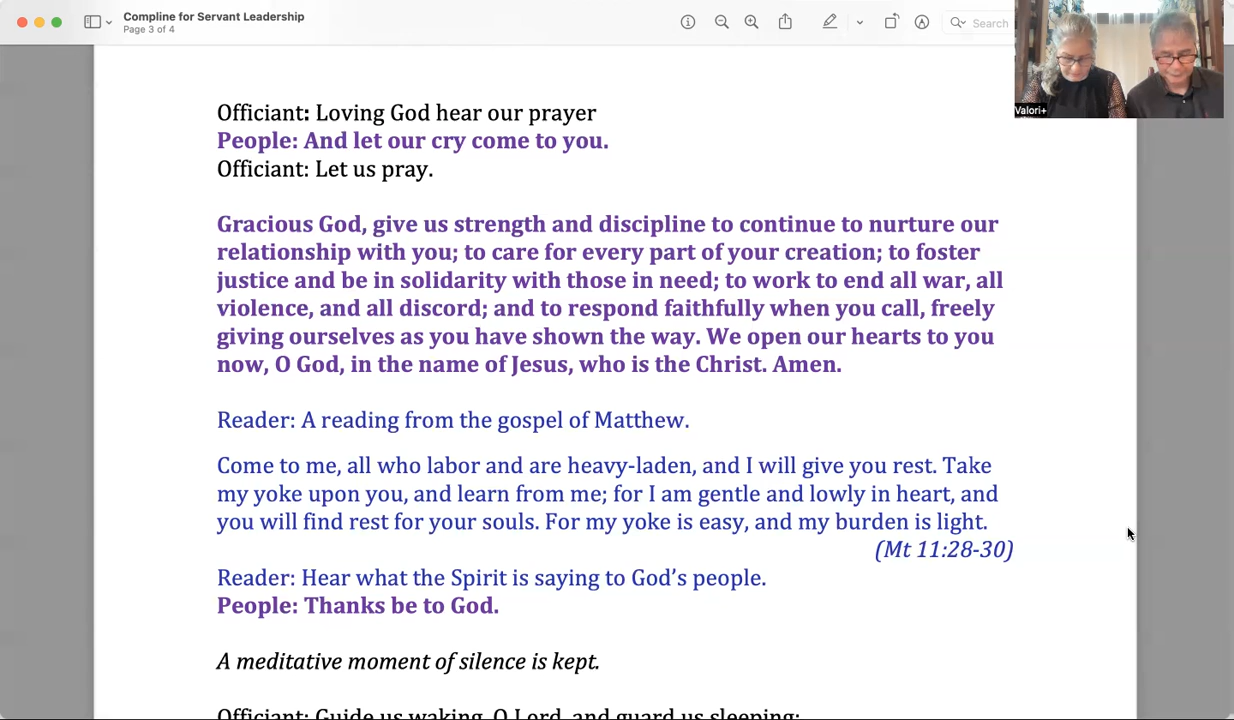 Compline for Servant Leadership
Page 3 of 4
Search
Valori+
Officiant: Loving God hear our prayer
People: And let our cry come to you.
Officiant: Let us pray.
Gracious God, give us strength and discipline to continue to nurture our
relationship with you; to care for every part of your creation; to foster
justice and be in solidarity with those in need; to work to end all war, all
violence, and all discord; and to respond faithfully when you call, freely
giving ourselves as you have shown the way. We open our hearts to you
now, O God, in the name of Jesus, who is the Christ. Amen.
Reader: A reading from the gospel of Matthew.
Come to me, all who labor and are heavy-laden, and I will give you rest. Take
my yoke upon you, and learn from me; for I am gentle and lowly in heart, and
you will find rest for your souls. For my yoke is easy, and my burden is light.
(Mt 11:28-30)
Reader: Hear what the Spirit is saying to God’s people.
People: Thanks be to God.
A meditative moment of silence is kept.
Officiant: Guide us waking, O Lord, and guard us sleeping;